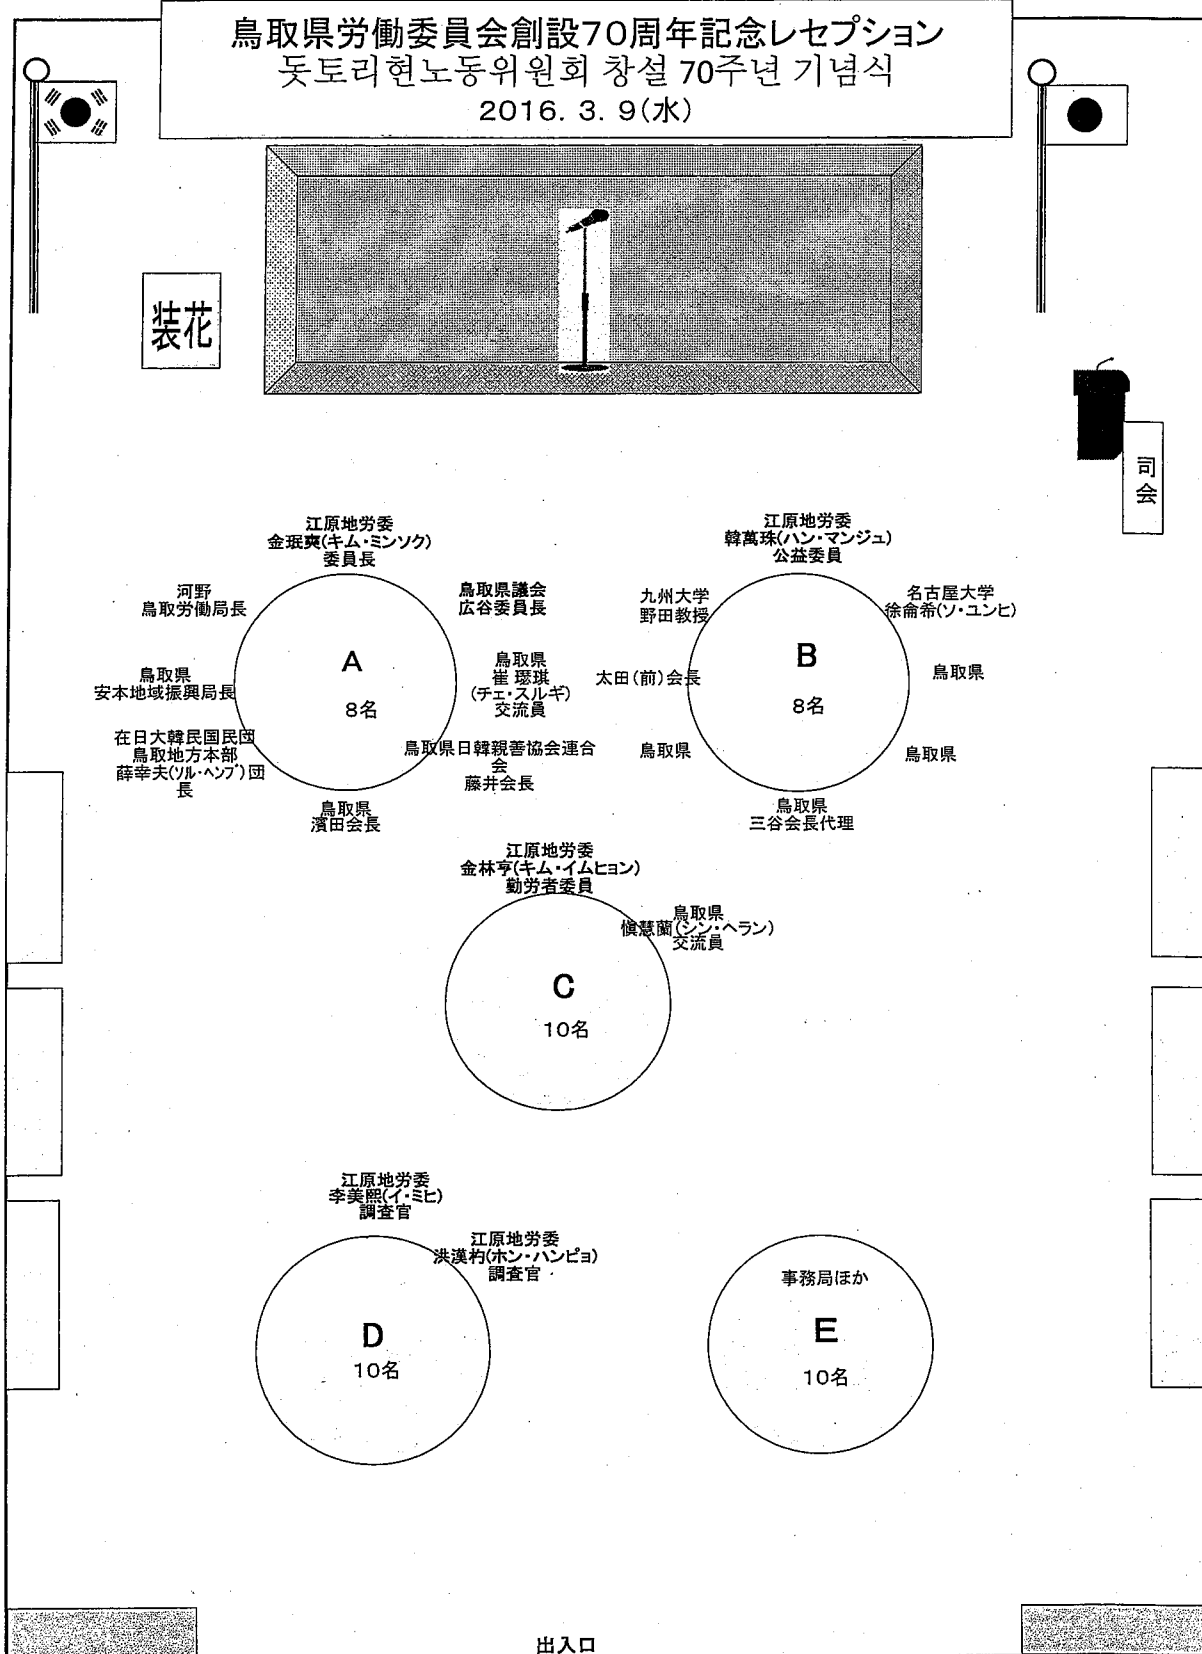 鳥取県労働委員会創設70周年記念レセプション
돗토리현노동위원회 창설 70주년 기념식
2016. 3. 9(水)
装花
司会
江原地労委
金珉爽(キム・ミンソク)
委員長
河野
鳥取労働局長
鳥取県議会
広谷委員長
鳥取県
安本地域振興局長
A
8名
鳥取県
崔 瑟琪
(チェ・スルギ)
交流員
在日大韓民国民団
鳥取地方本部
薛幸夫(ソル・ヘンブ)団
長
鳥取県日韓親善協会連合
会
藤井会長
鳥取県
濱田会長
江原地労委
韓萬珠(ハン・マンジュ)
公益委員
九州大学
野田教授
名古屋大学
徐侖希(ソ・ユンヒ)
太田(前)会長
B
8名
鳥取県
鳥取県
鳥取県
鳥取県
三谷会長代理
江原地労委
金林亨(キム・イムヒョン)
勤労者委員
鳥取県
愼慧蘭(シン・ヘラン)
交流員
C
10名
江原地労委
李美熙(イ・ミヒ)
調査官
江原地労委
洪漢杓(ホン・ハンピョ)
調査官
D
10名
事務局ほか
E
10名
出入口